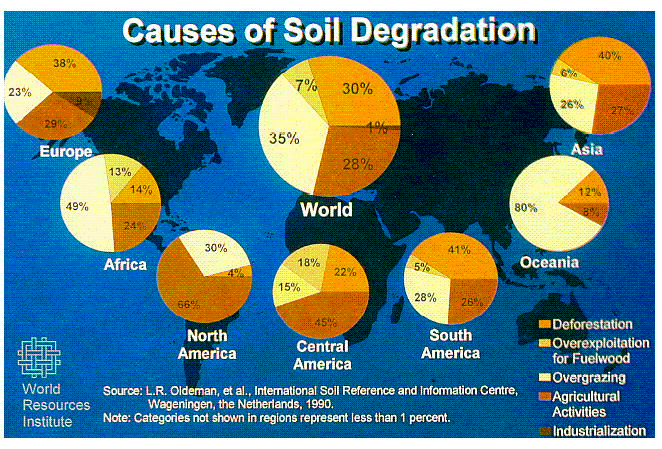 Causes of Soil Degradation
38%
23%
9%
29%
Europe
7%
30%
1%
35%
28%
World
40%
6%
26%
27%
Asia
13%
14%
49%
24%
Africa
80%
12%
8%
Oceania
30%
4%
66%
North
America
18%
22%
15%
45%
Central
America
41%
5%
28%
26%
South
America
Deforestation
Overexploitation
for Fuelwood
Overgrazing
Agricultural
Activities
Industrialization
World
Resources
Institute
Source: L.R. Oldeman, et al., International Soil Reference and Information Centre,
Wageningen, the Netherlands, 1990.
Note: Categories not shown in regions represent less than 1 percent.